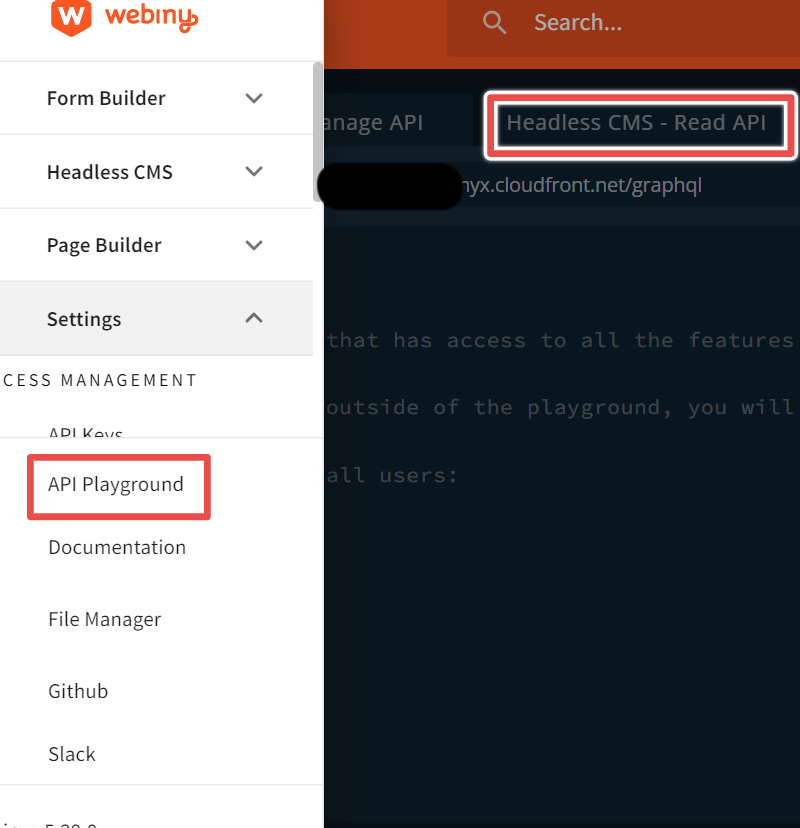 webiny
Search...
Form Builder
Headless CMS
Page Builder
Settings
CESS MANAGEMENT
API Keys
API Playground
Documentation
File Manager
Github
Slack
5.29.0
anage API
Headless CMS - Read API
nyx.cloudfront.net/graphql
that has access to all the features
outside of the playground, you will
all users: